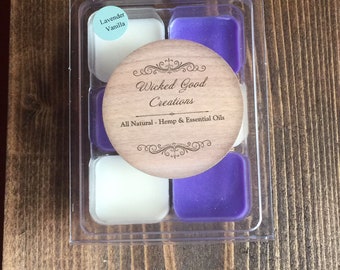 Lavender
Vanilla
Wicked Good
Creations
All Natural - Hemp & Essential Oils